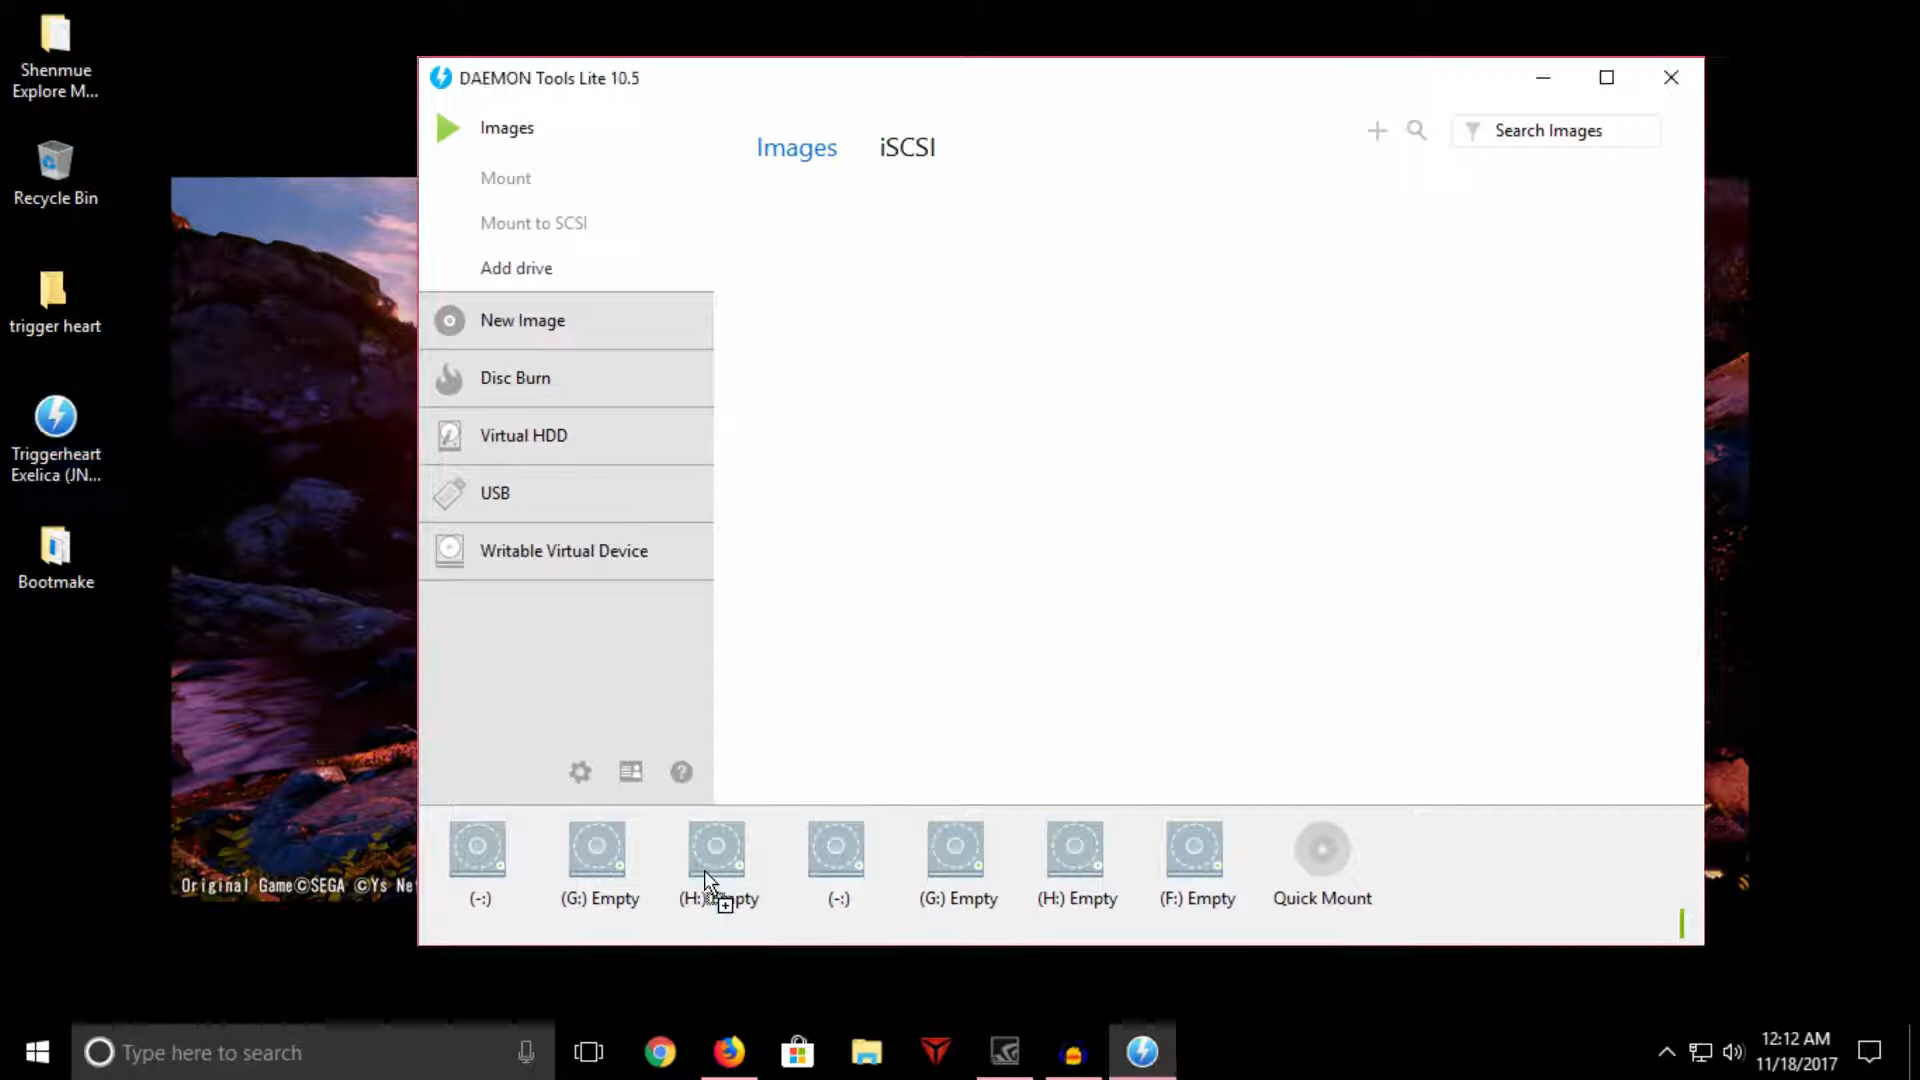 Shenmue
Explore M...
Recycle Bin
trigger heart
Triggerheart
Exelica (JN...
Bootmake
DAEMON Tools Lite 10.5
Images
Mount
Mount to SCSI
Add drive
New Image
Disc Burn
Virtual HDD
USB
Writable Virtual Device
Images
iSCSI
Search Images
Original Game©SEGA ©Ys Ne
(-:)
(G:) Empty
(H:) Empty
(-:)
(G:) Empty
(H:) Empty
(F:) Empty
Quick Mount
Type here to search
12:12 AM
11/18/2017